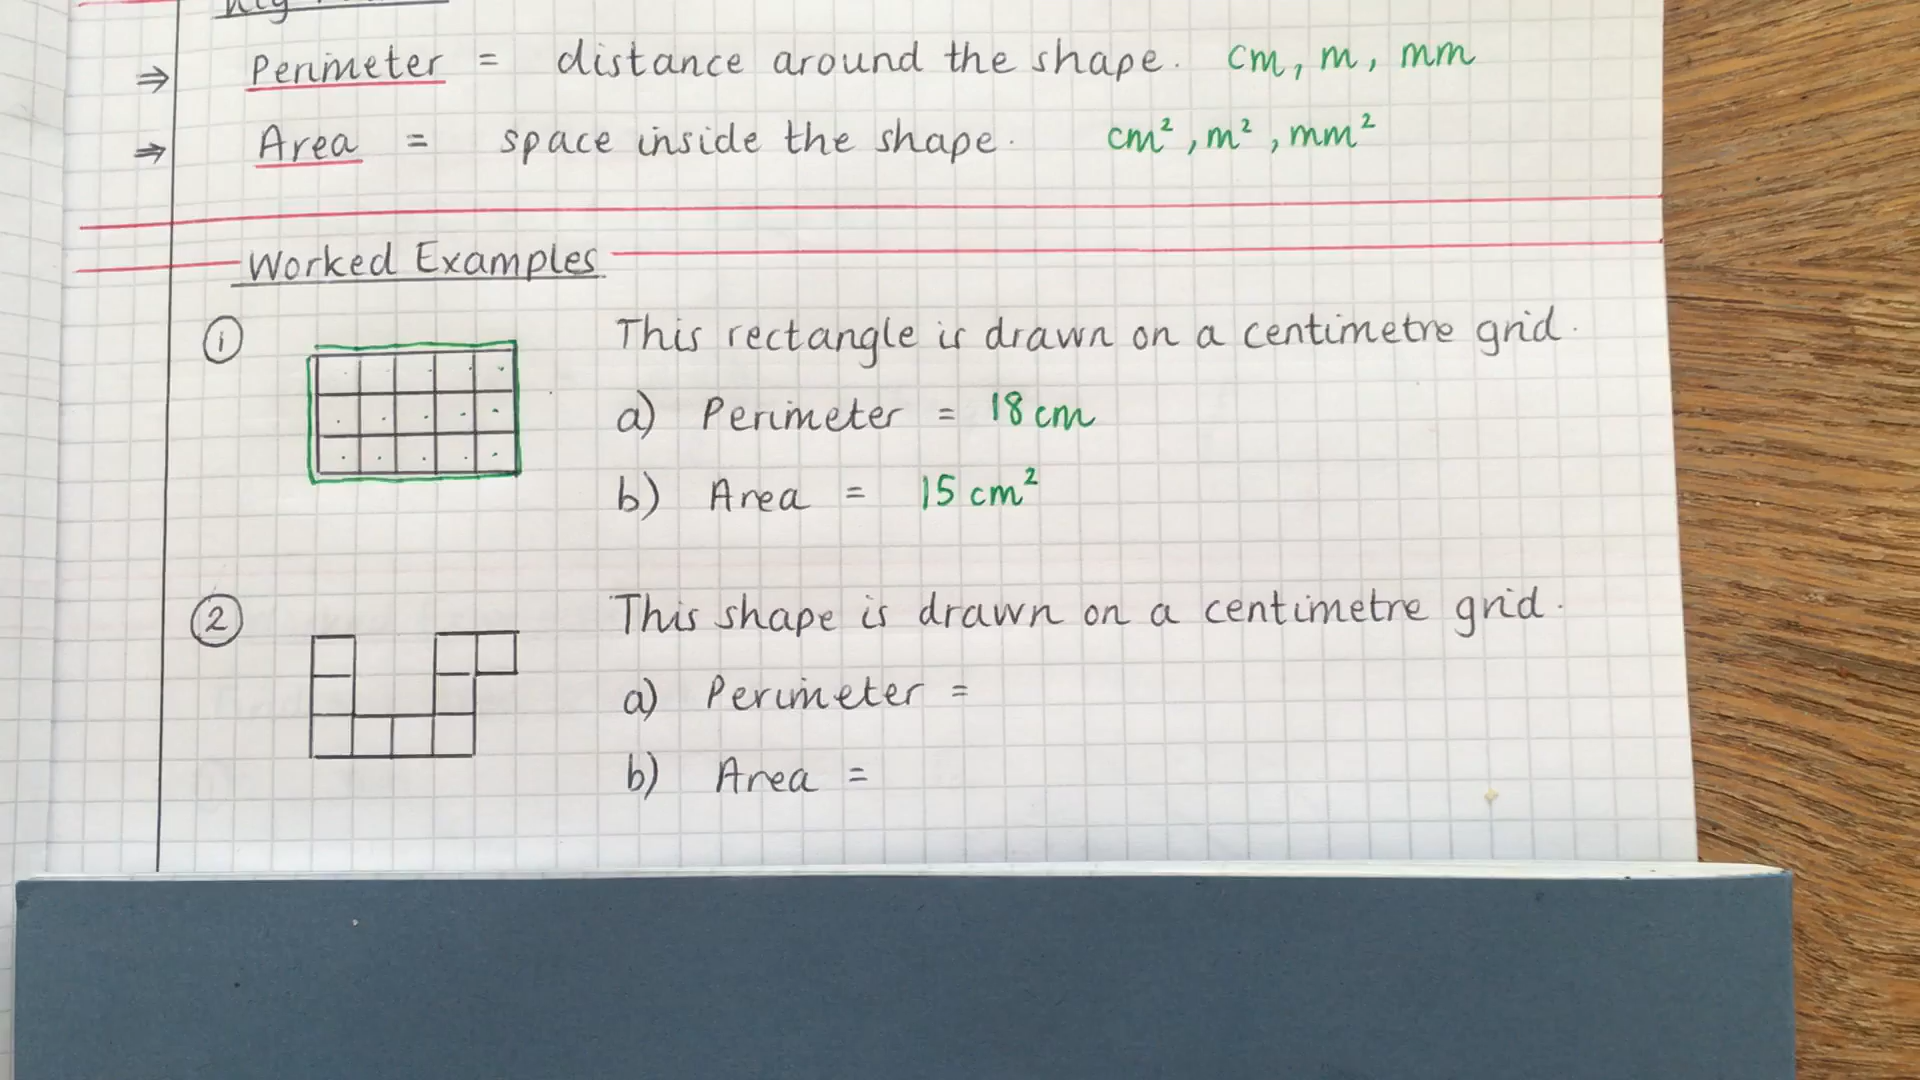 Perimeter = distance around the shape. cm, m, mm
Area = space inside the shape. cm², m², mm²
Worked Examples
① This rectangle is drawn on a centimetre grid.
a) Perimeter = 18 cm
b) Area = 15 cm²
② This shape is drawn on a centimetre grid.
a) Perimeter =
b) Area =